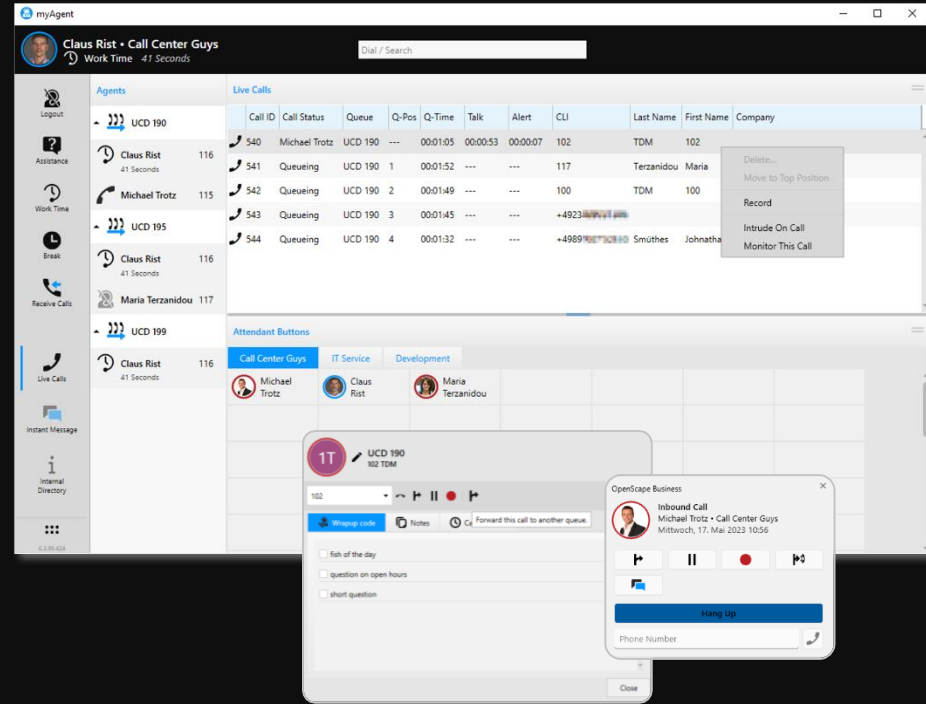 myAgent
Claus Rist • Call Center Guys
Work Time 41 Seconds
Dial / Search
Logout
Assistance
Work Time
Break
Receive Calls
Live Calls
Instant Message
Internal
Directory
Agents
UCD 190
Claus Rist 116
41 Seconds
Michael Trotz 115
UCD 195
Claus Rist 116
41 Seconds
Maria Terzanidou 117
UCD 199
Claus Rist 116
41 Seconds
Live Calls
Call ID Call Status Queue Q-Pos Q-Time Talk Alert CLI Last Name First Name Company
540 Michael Trotz UCD 190 --- 00:01:05 00:00:53 00:00:07 102 TDM 102
541 Queueing UCD 190 1 00:01:52 --- --- 117 Terzanidou Maria
542 Queueing UCD 190 2 00:01:49 --- --- 100 TDM 100
543 Queueing UCD 190 3 00:01:45 --- --- +4923
544 Queueing UCD 190 4 00:01:32 --- --- +4989 Smúthes Johnatha
Delete...
Move to Top Position
Record
Intrude On Call
Monitor This Call
Attendant Buttons
Call Center Guys IT Service Development
Michael
Trotz
Claus
Rist
Maria
Terzanidou
1T
UCD 190
102 TDM
102
Wrapup code Notes Ca
Forward this call to another queue.
fish of the day
question on open hours
short question
Close
OpenScape Business
Inbound Call
Michael Trotz • Call Center Guys
Mittwoch, 17. Mai 2023 10:56
Hang Up
Phone Number